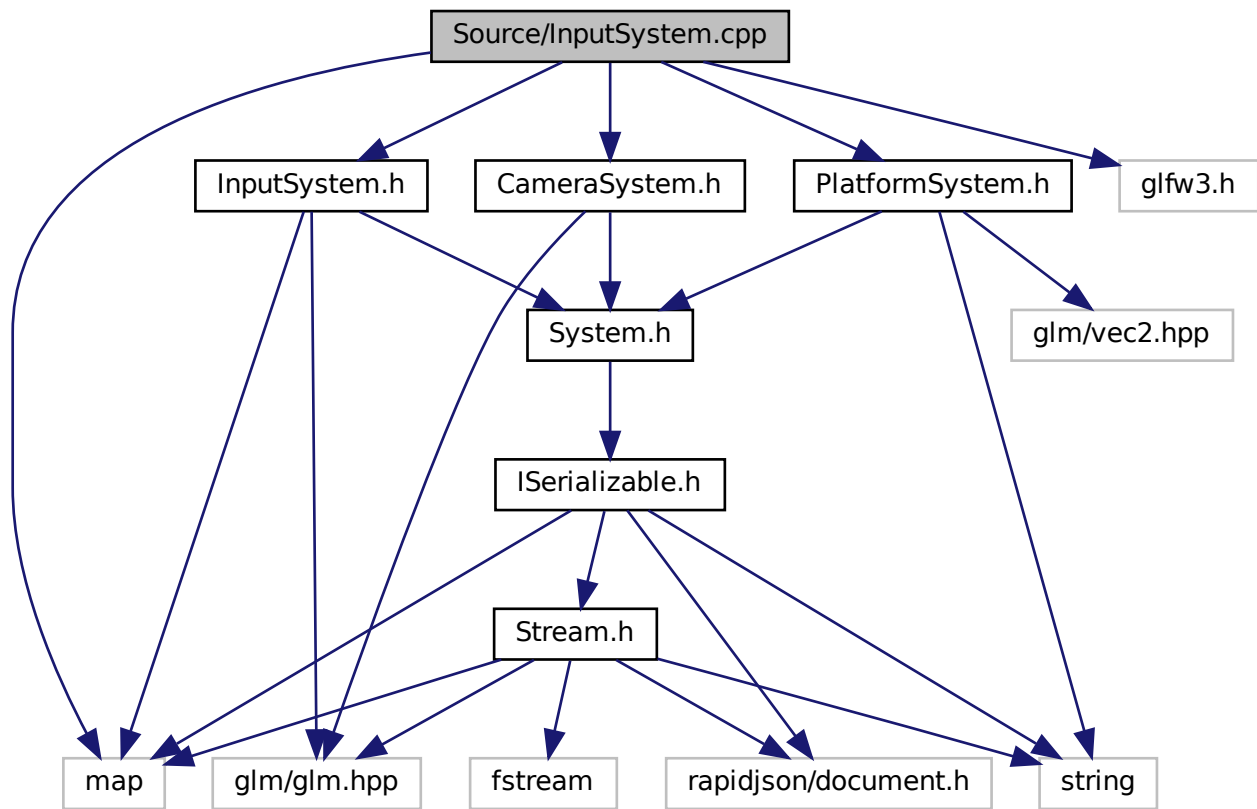 Source/InputSystem.cpp
InputSystem.h
CameraSystem.h
PlatformSystem.h
glfw3.h
System.h
glm/vec2.hpp
ISerializable.h
Stream.h
map
glm/glm.hpp
fstream
rapidjson/document.h
string